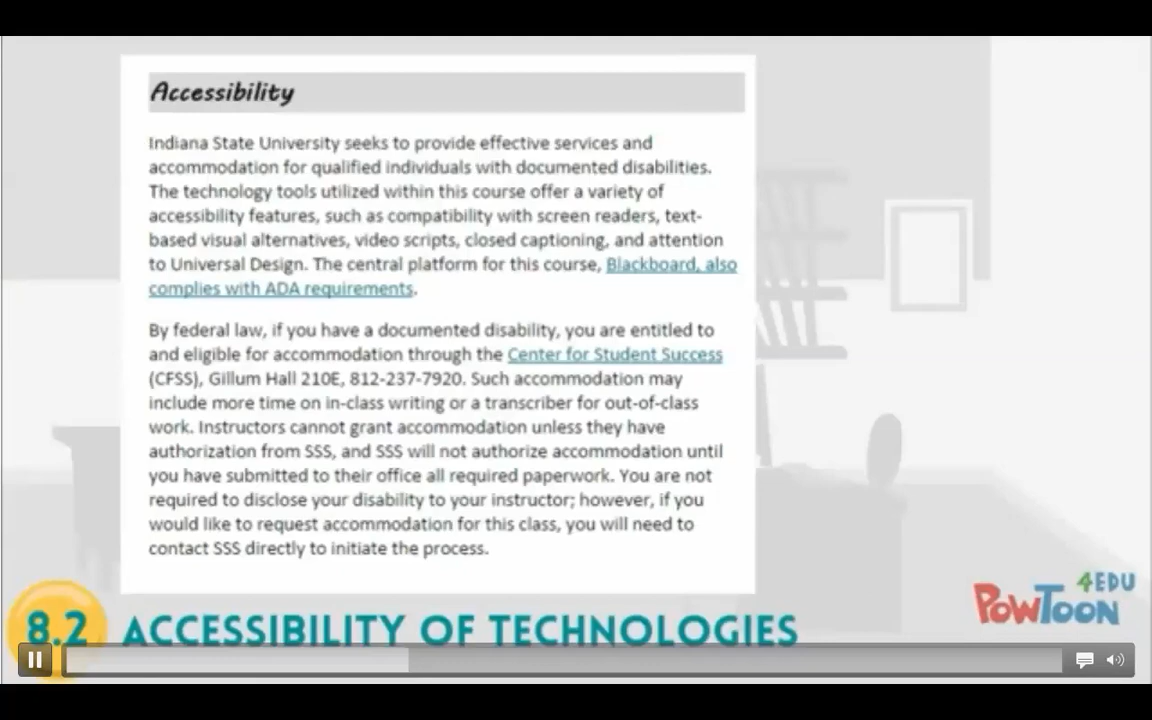 Accessibility
Indiana State University seeks to provide effective services and
accommodation for qualified individuals with documented disabilities.
The technology tools utilized within this course offer a variety of
accessibility features, such as compatibility with screen readers, text-
based visual alternatives, video scripts, closed captioning, and attention
to Universal Design. The central platform for this course, Blackboard, also
complies with ADA requirements.
By federal law, if you have a documented disability, you are entitled to
and eligible for accommodation through the Center for Student Success
(CFSS), Gillum Hall 210E, 812-237-7920. Such accommodation may
include more time on in-class writing or a transcriber for out-of-class
work. Instructors cannot grant accommodation unless they have
authorization from SSS, and SSS will not authorize accommodation until
you have submitted to their office all required paperwork. You are not
required to disclose your disability to your instructor; however, if you
would like to request accommodation for this class, you will need to
contact SSS directly to initiate the process.
4EDU
POWTOON
8.2 ACCESSIBILITY OF TECHNOLOGIES